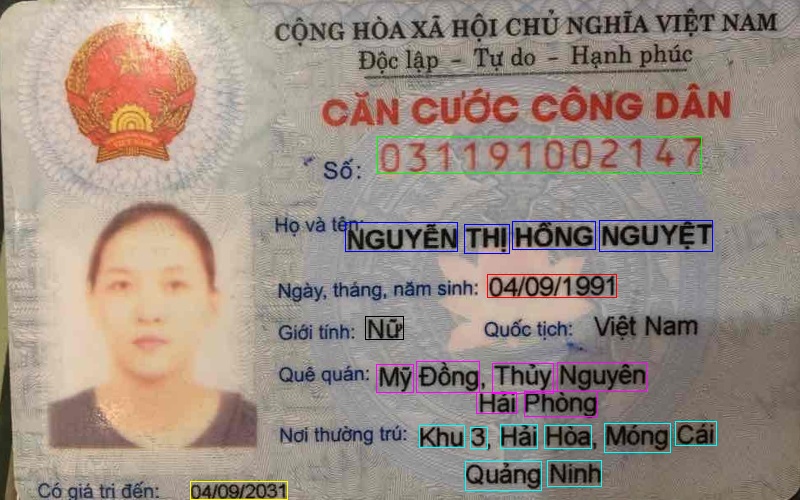 CỘNG HÒA XÃ HỘI CHỦ NGHĨA VIỆT NAM
Độc lập - Tự do - Hạnh phúc
CĂN CƯỚC CÔNG DÂN
Số: 031191002147
Họ và tên: NGUYỄN THỊ HỒNG NGUYỆT
Ngày, tháng, năm sinh: 04/09/1991
Giới tính: Nữ Quốc tịch: Việt Nam
Quê quán: Mỹ Đồng, Thủy Nguyên
Hải Phòng
Nơi thường trú: Khu 3, Hải Hòa, Móng Cái
Quảng Ninh
Có giá trị đến: 04/09/2031